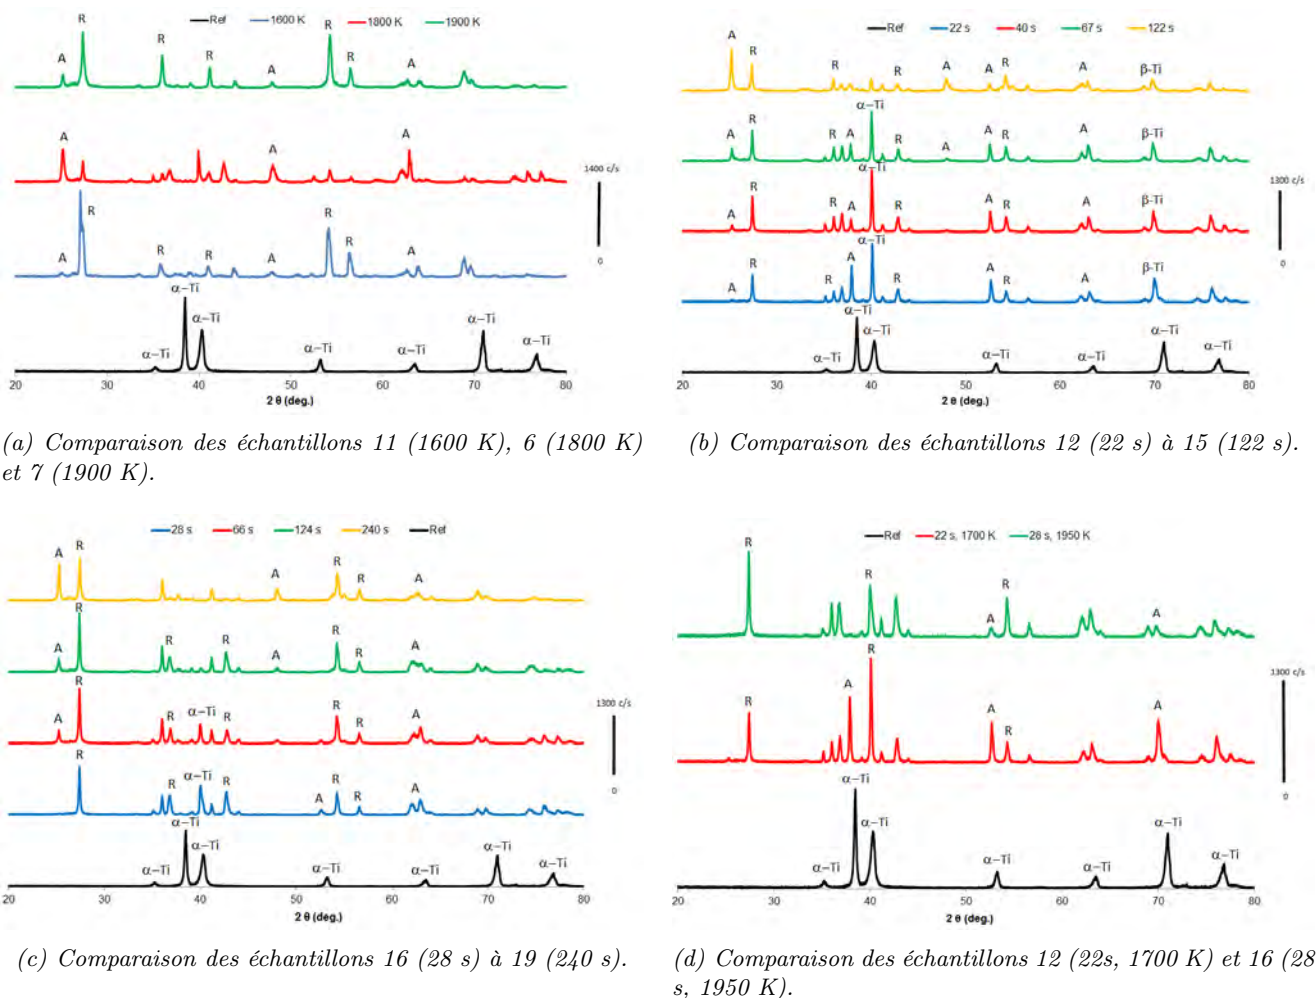 Ref 1600 K 1800 K 1900 K
R
R R R R
A A A
A A A
1400 c/s
0
R R R R
A A A
α−Ti
α−Ti
α−Ti α−Ti α−Ti α−Ti
20 30 40 50 60 70 80
2 θ (deg.)
(a) Comparaison des échantillons 11 (1600 K), 6 (1800 K)
et 7 (1900 K).
Ref 22 s 40 s 67 s 122 s
A R R R A A R A β-Ti
α−Ti
A R R A R A R A β-Ti
α−Ti
1300 c/s
0
A R R A R A R A β-Ti
α−Ti
A R R A R A R A β-Ti
α−Ti
α−Ti
α−Ti α−Ti α−Ti α−Ti α−Ti
20 30 40 50 60 70 80
2 θ (deg.)
(b) Comparaison des échantillons 12 (22 s) à 15 (122 s).
28 s 66 s 124 s 240 s Ref
A R A R R A
R
A R R A R R A
R
A R α−Ti R R R A
1300 c/s
0
R
R α−Ti R A R R A
α−Ti
α−Ti
α−Ti α−Ti α−Ti α−Ti α−Ti
20 30 40 50 60 70 80
2 θ (deg.)
(c) Comparaison des échantillons 16 (28 s) à 19 (240 s).
Ref 22 s, 1700 K 28 s, 1950 K
R
R R
A A
R
A
R A R A
1300 c/s
0
α−Ti
α−Ti α−Ti
α−Ti α−Ti α−Ti α−Ti
30 40 50 60 70 80
2 θ (deg.)
(d) Comparaison des échantillons 12 (22s, 1700 K) et 16 (28
s, 1950 K).